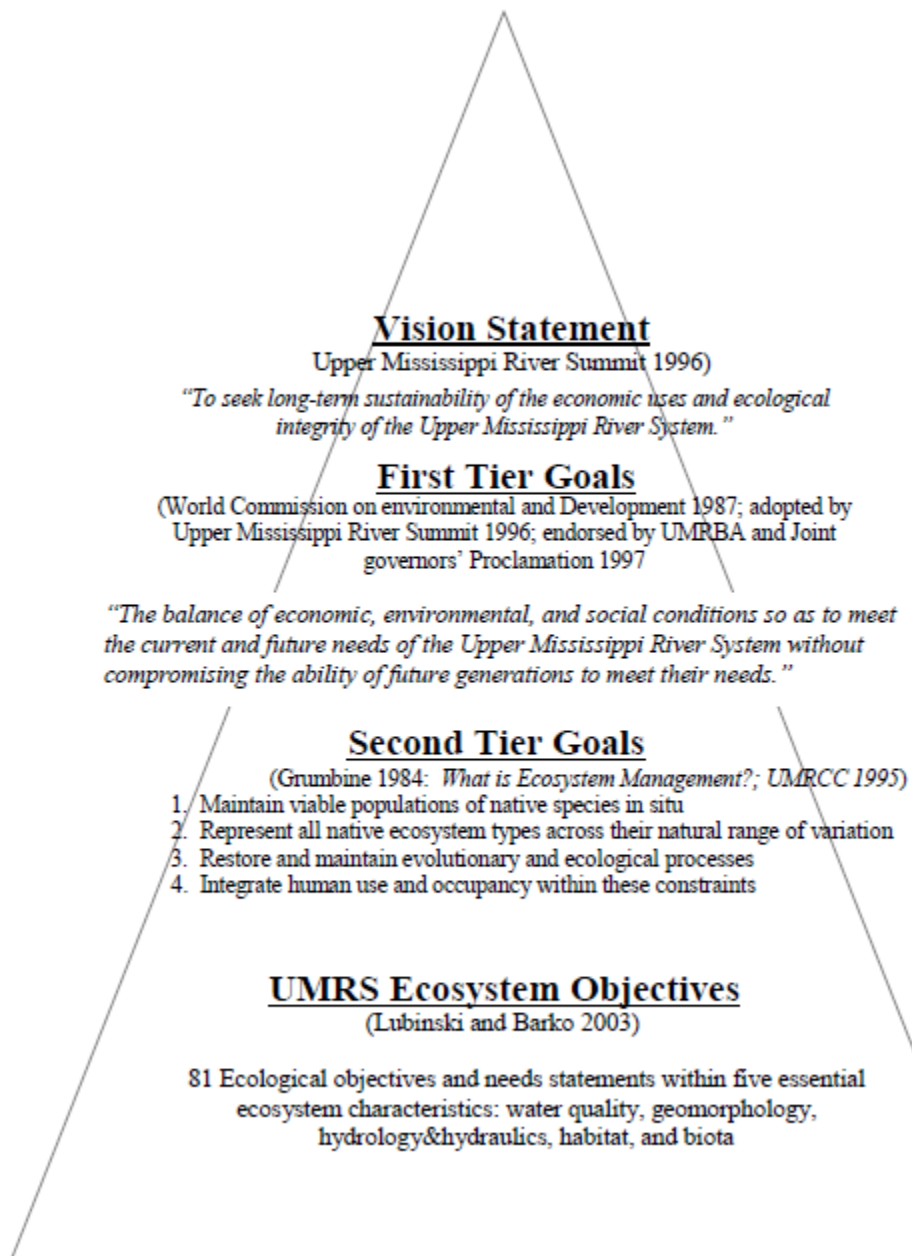 Vision Statement
Upper Mississippi River Summit 1996)
“To seek long-term sustainability of the economic uses and ecological
integrity of the Upper Mississippi River System.”
First Tier Goals
(World Commission on environmental and Development 1987; adopted by
Upper Mississippi River Summit 1996; endorsed by UMRBA and Joint
governors’ Proclamation 1997
“The balance of economic, environmental, and social conditions so as to meet
the current and future needs of the Upper Mississippi River System without
compromising the ability of future generations to meet their needs.”
Second Tier Goals
(Grumbine 1984: What is Ecosystem Management?; UMRCC 1995)
1. Maintain viable populations of native species in situ
2. Represent all native ecosystem types across their natural range of variation
3. Restore and maintain evolutionary and ecological processes
4. Integrate human use and occupancy within these constraints
UMRS Ecosystem Objectives
(Lubinski and Barko 2003)
81 Ecological objectives and needs statements within five essential
ecosystem characteristics: water quality, geomorphology,
hydrology&hydraulics, habitat, and biota